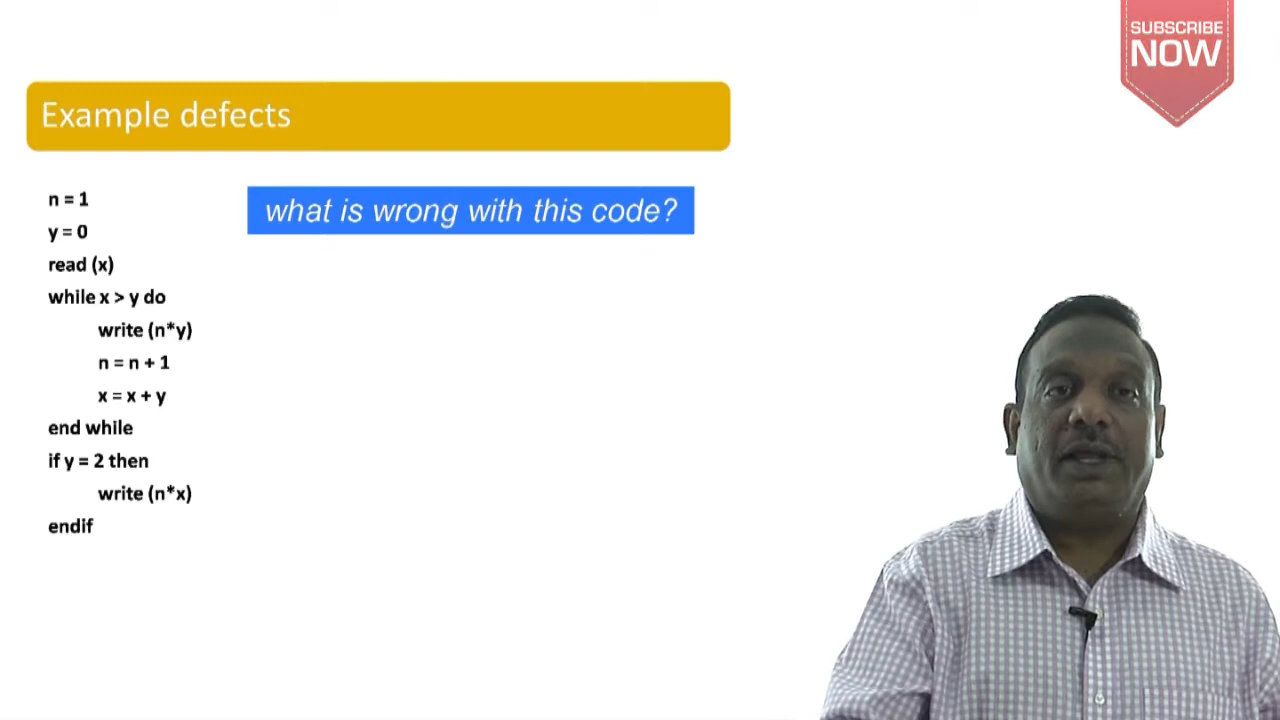 SUBSCRIBE
NOW
Example defects
what is wrong with this code?
n = 1
y = 0
read (x)
while x > y do
write (n*y)
n = n + 1
x = x + y
end while
if y = 2 then
write (n*x)
endif